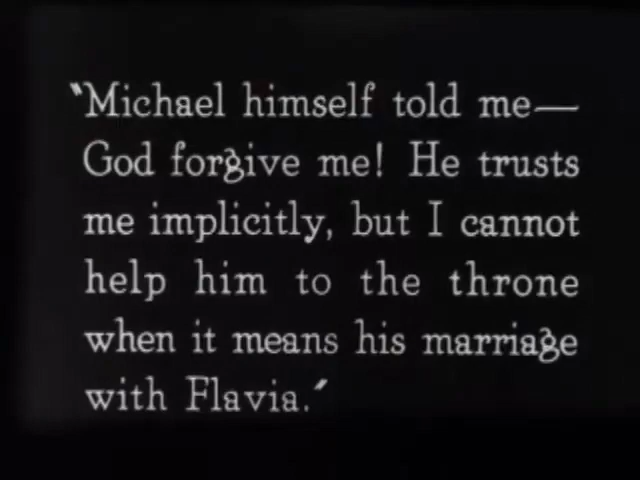 "Michael himself told me—
God forgive me! He trusts
me implicitly, but I cannot
help him to the throne
when it means his marriage
with Flavia."